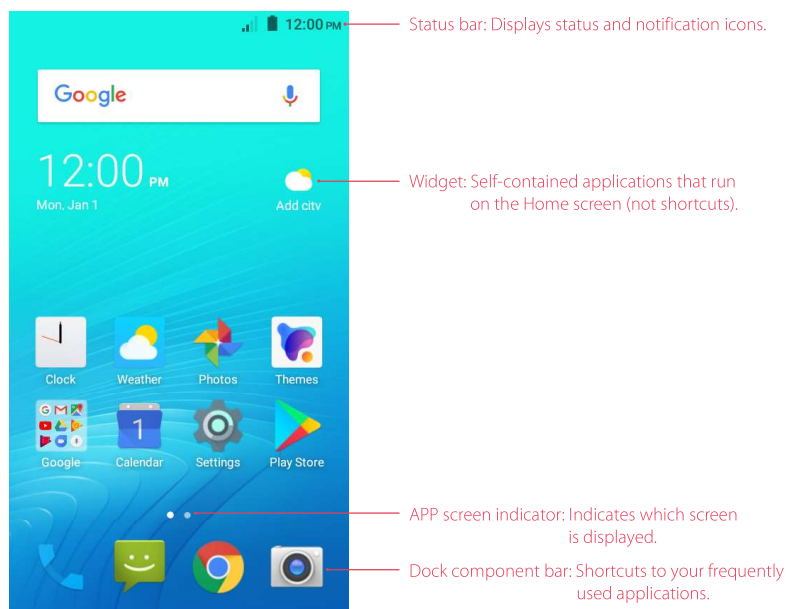 12:00 PM
Status bar: Displays status and notification icons.
Google
12:00 PM
Mon, Jan 1
Add city
Widget: Self-contained applications that run
on the Home screen (not shortcuts).
Clock
Weather
Photos
Themes
Google
1
Calendar
Settings
Play Store
APP screen indicator: Indicates which screen
is displayed.
Dock component bar: Shortcuts to your frequently
used applications.